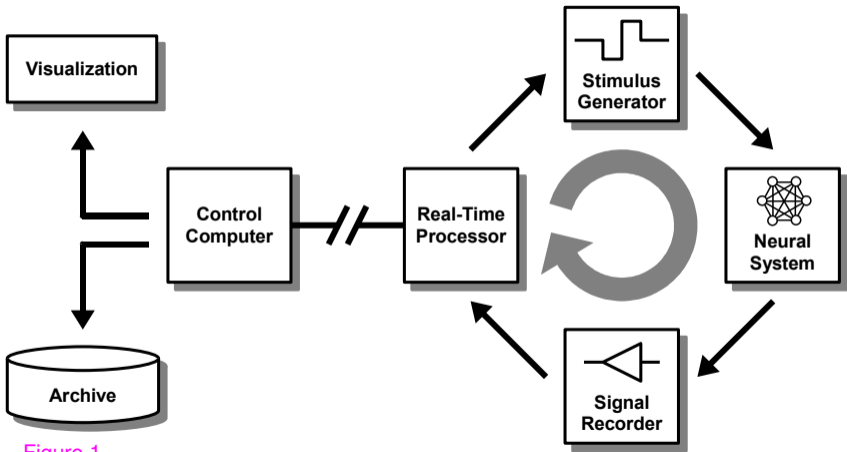 Visualization
Stimulus
Generator
Control
Computer
Real-Time
Processor
Neural
System
Archive
Signal
Recorder
Figure 1